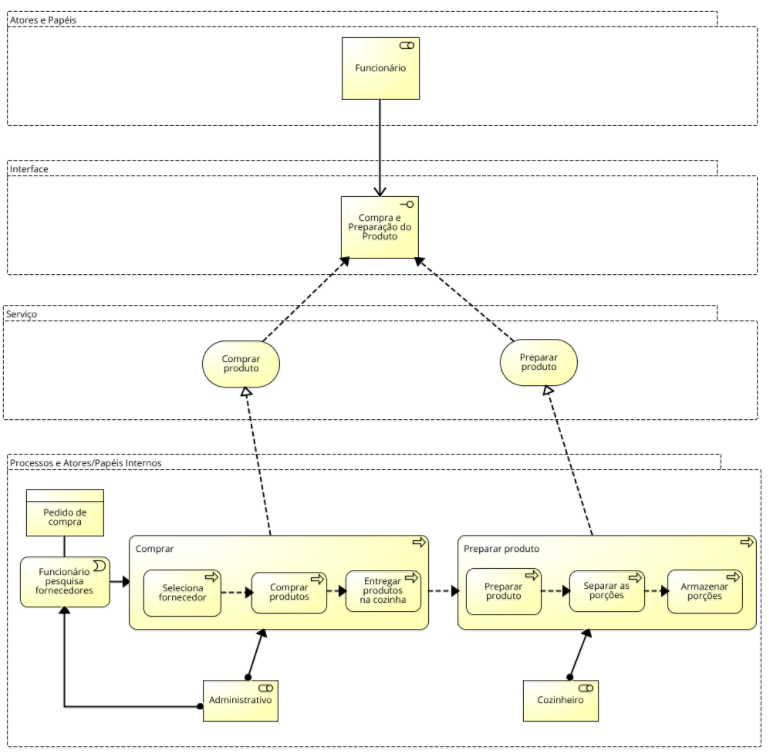 Atores e Papéis
Funcionário
Interface
Compra e
Preparação do
Produto
Serviço
Comprar
produto
Preparar
produto
Processos e Atores/Papéis Internos
Pedido de
compra
Funcionário
pesquisa
fornecedores
Comprar
Seleciona
fornecedor
Comprar
produtos
Entregar
produtos
na cozinha
Preparar produto
Preparar
produto
Separar as
porções
Armazenar
porções
Administrativo
Cozinheiro